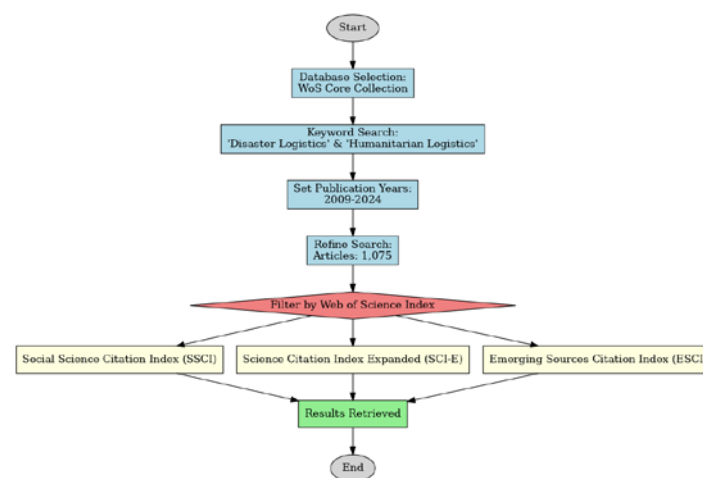 Start
Database Selection:
WoS Core Collection
Keyword Search:
'Disaster Logistics' & 'Humanitarian Logistics'
Set Publication Years:
2009-2024
Refine Search:
Articles: 1,075
Filter by Web of Science Index
Social Science Citation Index (SSCI)
Science Citation Index Expanded (SCI-E)
Emerging Sources Citation Index (ESCI
Results Retrieved
End